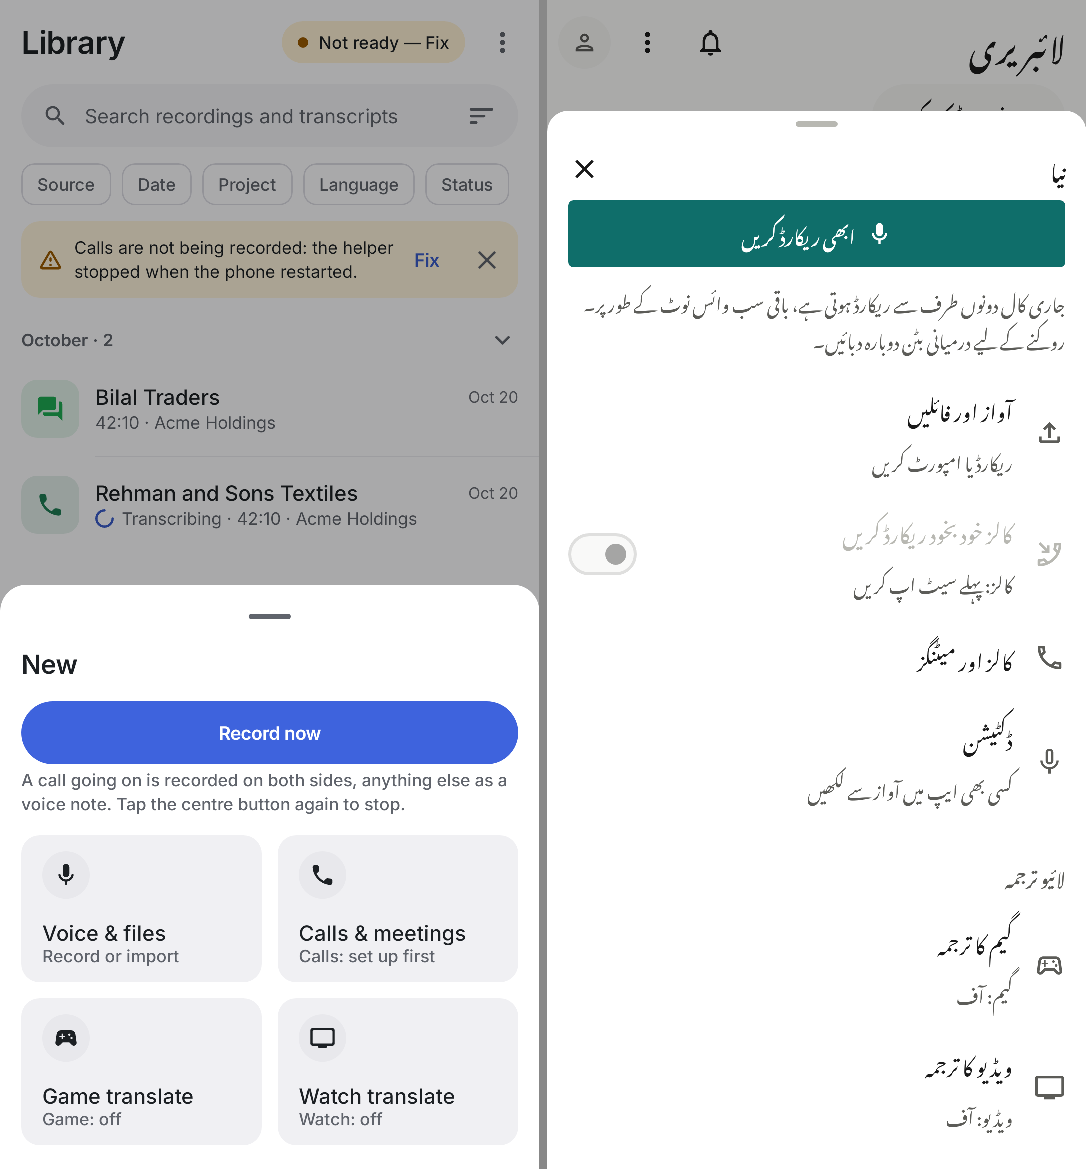 Library
Not ready — Fix
Search recordings and transcripts
Source
Date
Project
Language
Status
Calls are not being recorded: the helper
stopped when the phone restarted.
Fix
October · 2
Bilal Traders
Oct 20
42:10 · Acme Holdings
Rehman and Sons Textiles
Oct 20
Transcribing · 42:10 · Acme Holdings
New
Record now
A call going on is recorded on both sides, anything else as a
voice note. Tap the centre button again to stop.
Voice & files
Record or import
Calls & meetings
Calls: set up first
Game translate
Game: off
Watch translate
Watch: off
لائبریری
نیا
ابھی ریکارڈ کریں
جاری کال دونوں طرف سے ریکارڈ ہوتی ہے، باقی سب وائس نوٹ کے طور پر۔
روکنے کے لیے درمیانی بٹن دوبارہ دبائیں۔
آواز اور فائلیں
ریکارڈ یا امپورٹ کریں
کالز خود بخود ریکارڈ کریں
کالز: پہلے سیٹ اپ کریں
کالز اور میٹنگز
ڈکٹیشن
کسی بھی ایپ میں آواز سے لکھیں
لائیو ترجمہ
گیم کا ترجمہ
گیم: آف
ویڈیو کا ترجمہ
ویڈیو: آف